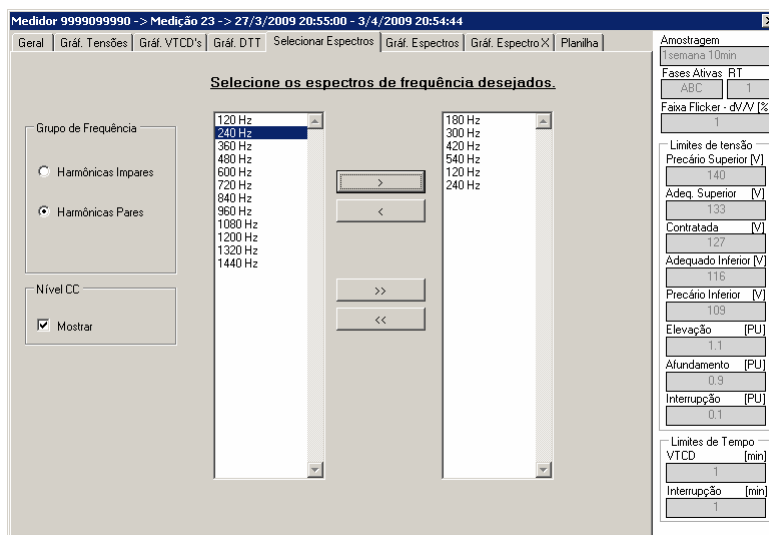 Medidor 9999099990 -> Medição 23 -> 27/3/2009 20:55:00 - 3/4/2009 20:54:44
Geral
Gráf. Tensões
Gráf. VTCD's
Gráf. DTT
Selecionar Espectros
Gráf. Espectros
Gráf. Espectro X
Planilha
Selecione os espectros de frequência desejados.
Grupo de Frequência
Harmônicas Impares
Harmônicas Pares
Nível CC
Mostrar
120 Hz
240 Hz
360 Hz
480 Hz
600 Hz
720 Hz
840 Hz
960 Hz
1080 Hz
1200 Hz
1320 Hz
1440 Hz
>
<
>>
<<
180 Hz
300 Hz
420 Hz
540 Hz
120 Hz
240 Hz
Amostragem
1semana 10min
Fases Ativas RT
ABC 1
Faixa Flicker - dV/V [%
1
Limites de tensão
Precário Superior [V]
140
Adeq. Superior [V]
133
Contratada [V]
127
Adequado Inferior [V]
116
Precário Inferior [V]
109
Elevação [PU]
1.1
Afundamento [PU]
0.9
Interrupção [PU]
0.1
Limites de Tempo
VTCD [min]
1
Interrupção [min]
1